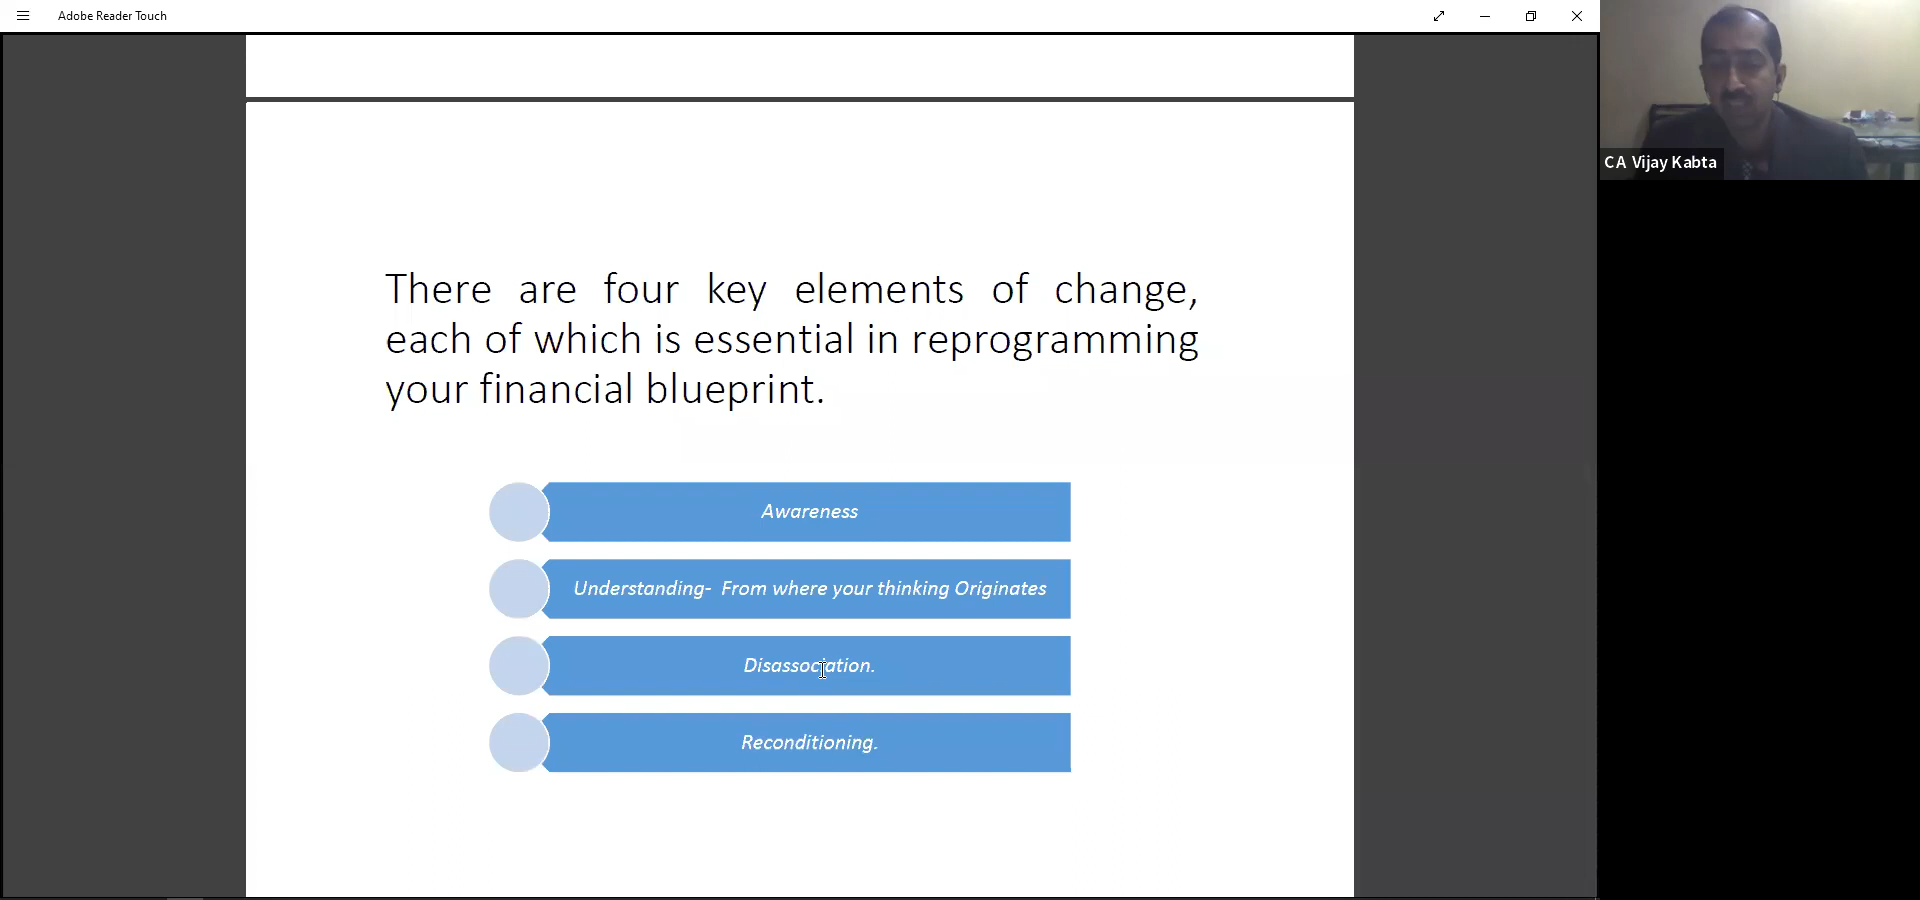 Adobe Reader Touch
CA Vijay Kabta
There are four key elements of change,
each of which is essential in reprogramming
your financial blueprint.
Awareness
Understanding- From where your thinking Originates
Disassociation.
Reconditioning.